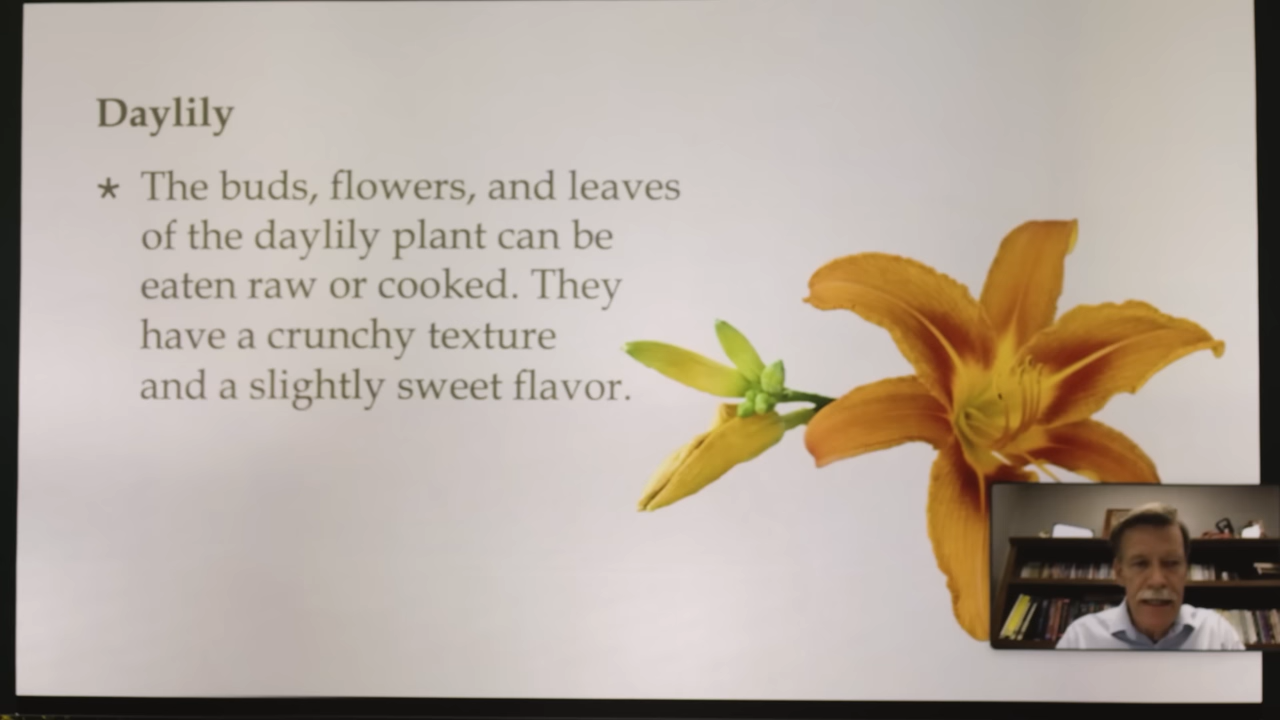 Daylily
* The buds, flowers, and leaves
of the daylily plant can be
eaten raw or cooked. They
have a crunchy texture
and a slightly sweet flavor.